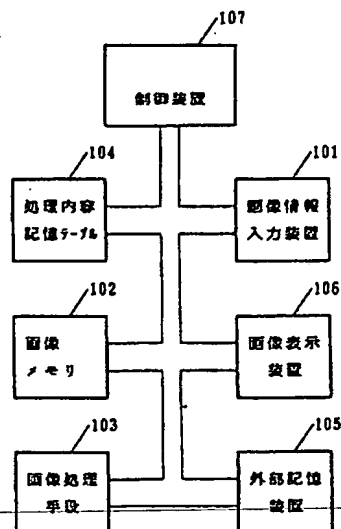 107
制御装置
104
処理内容
記憶テーブル
101
画像情報
入力装置
102
画像
メモリ
106
画像表示
装置
103
画像処理
手段
105
外部記憶
装置